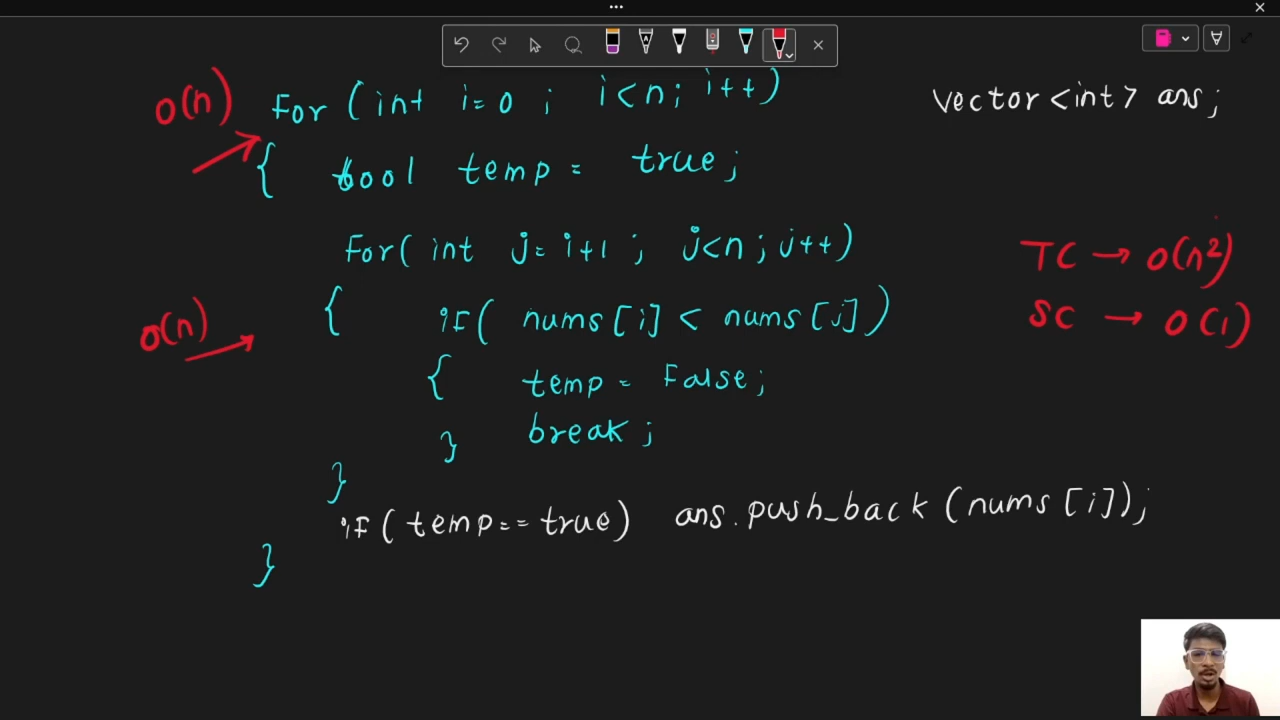 O(n) For (int i=0 ; i<n; i++) vector<int> ans;
{ bool temp = true;
For( int j= i+1 ; j<n ; j++) TC → O(n²)
O(n) { if( nums[i] < nums[j]) SC → O(1)
{ temp = False;
} break;
}
if(temp== true) ans.push_back(nums[i]);
}